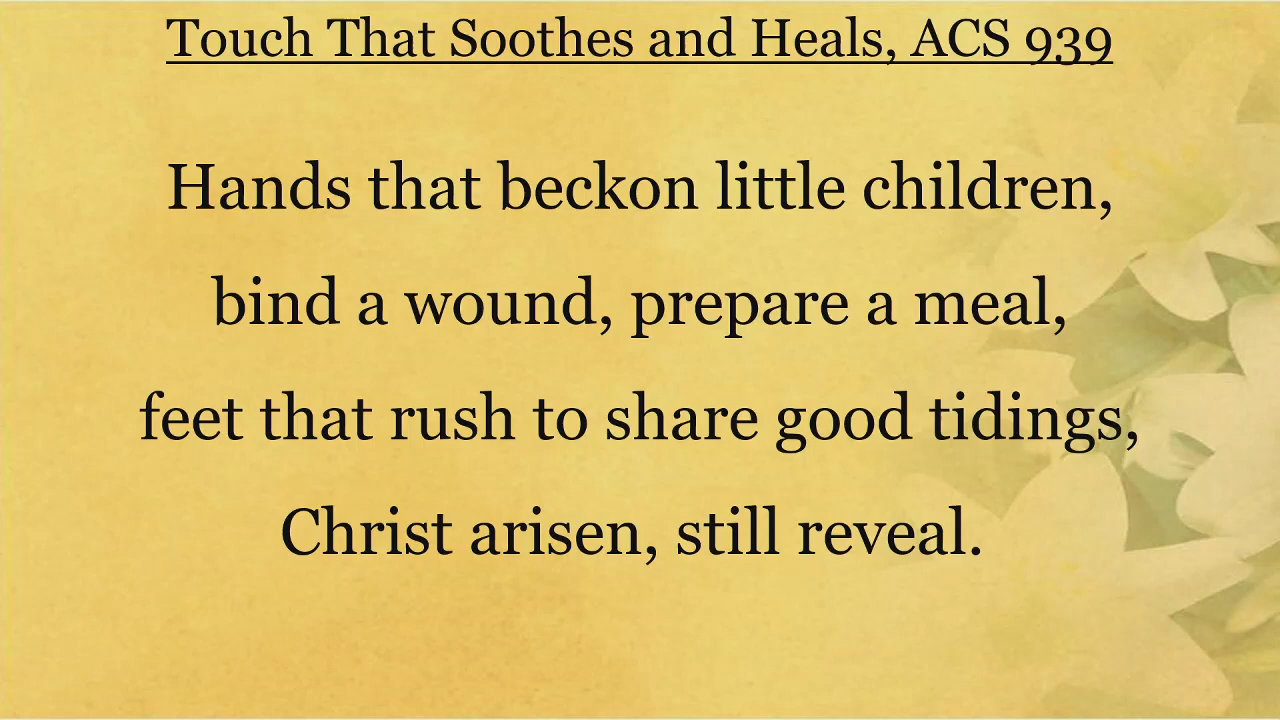 Touch That Soothes and Heals, ACS 939
Hands that beckon little children,
bind a wound, prepare a meal,
feet that rush to share good tidings,
Christ arisen, still reveal.